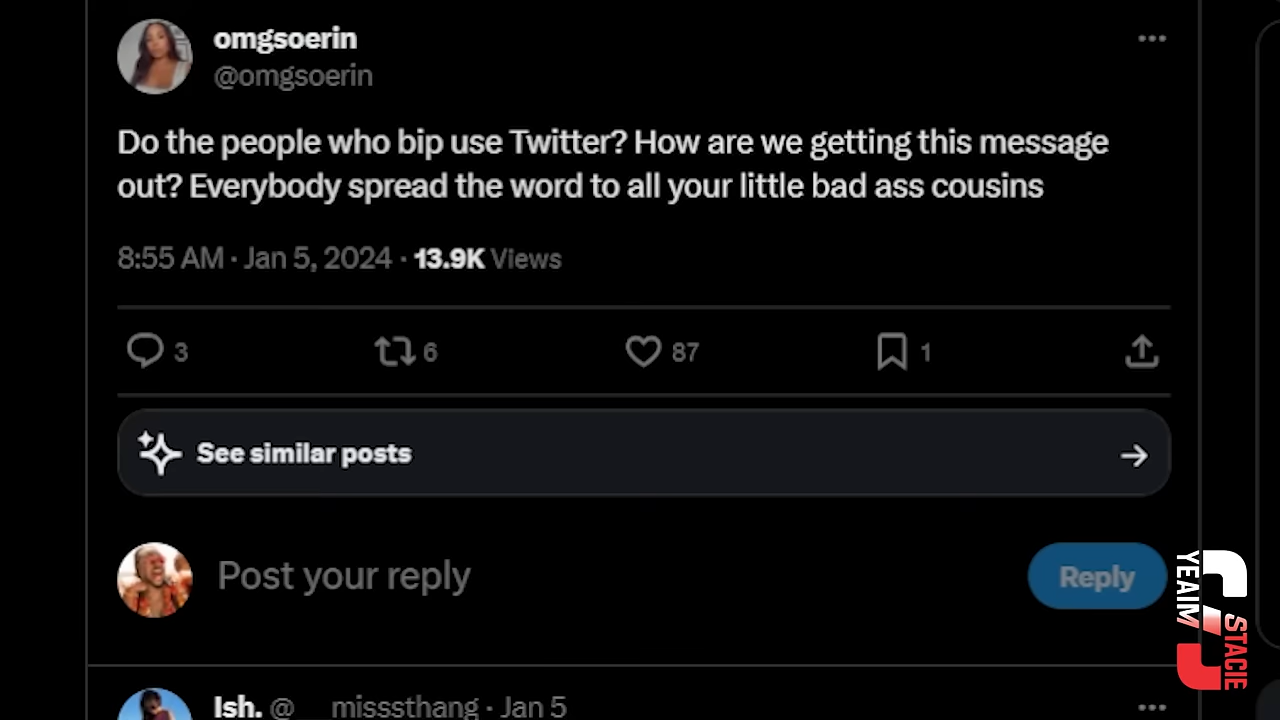 omgsoerin
@omgsoerin
Do the people who bip use Twitter? How are we getting this message
out? Everybody spread the word to all your little bad ass cousins
8:55 AM · Jan 5, 2024 · 13.9K Views
3 6 87 1
See similar posts
Post your reply
Reply
YEAIM
STACIE
Ish. @__misssthang · Jan 5